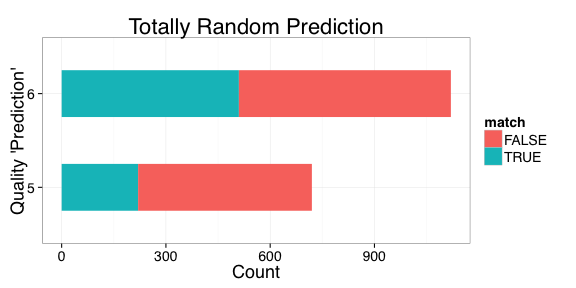 Totally Random Prediction
Quality 'Prediction'
6
5
0 300 600 900
Count
match
FALSE
TRUE